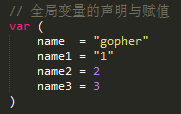 // 全局变量的声明与赋值
var (
    name  = "gopher"
    name1 = "1"
    name2 = 2
    name3 = 3
)